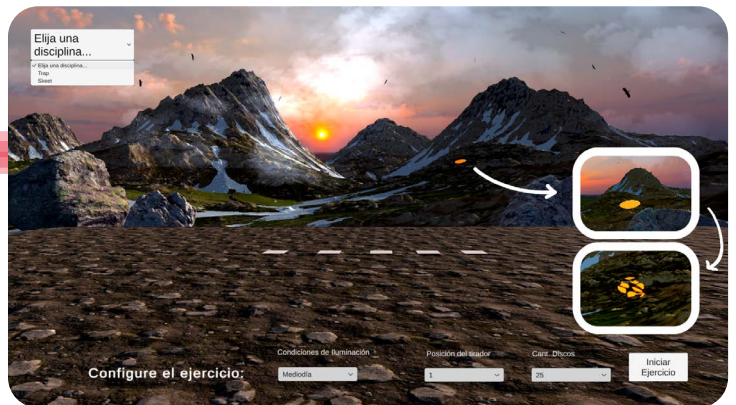 Elija una
disciplina...
✓ Elija una disciplina...
Trap
Skeet
Condiciones de Iluminación
Posición del tirador
Cant. Discos
Configure el ejercicio:
Mediodía
1
25
Iniciar
Ejercicio